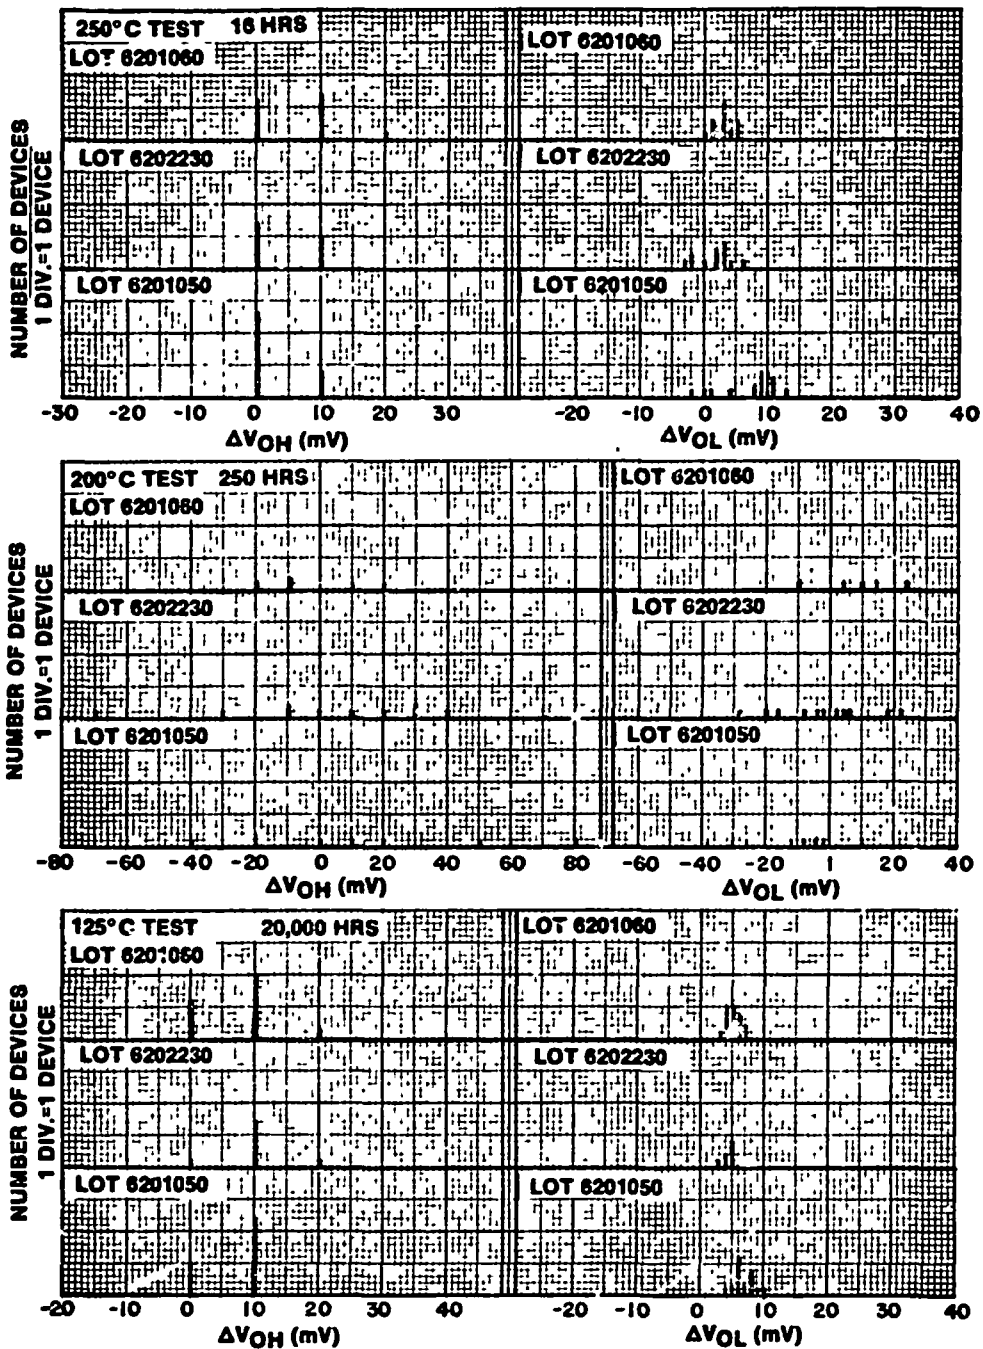 250°C TEST 16 HRS
LOT 6201060
LOT 6201060
LOT 6202230
LOT 6202230
LOT 6201050
LOT 6201050
NUMBER OF DEVICES
1 DIV.=1 DEVICE
-30 -20 -10 0 10 20 30 -20 -10 0 10 20 30 40
ΔVOH (mV) ΔVOL (mV)
200°C TEST 250 HRS
LOT 6201060
LOT 6201060
LOT 6202230
LOT 6202230
LOT 6201050
LOT 6201050
NUMBER OF DEVICES
1 DIV.=1 DEVICE
-80 -60 -40 -20 0 20 40 60 80 -60 -40 -20 1 20 40
ΔVOH (mV) ΔVOL (mV)
125°C TEST 20,000 HRS
LOT 6201060
LOT 6201060
LOT 6202230
LOT 6202230
LOT 6201050
LOT 6201050
NUMBER OF DEVICES
1 DIV.=1 DEVICE
-20 -10 0 10 20 30 40 -20 -10 0 10 20 30 40
ΔVOH (mV) ΔVOL (mV)